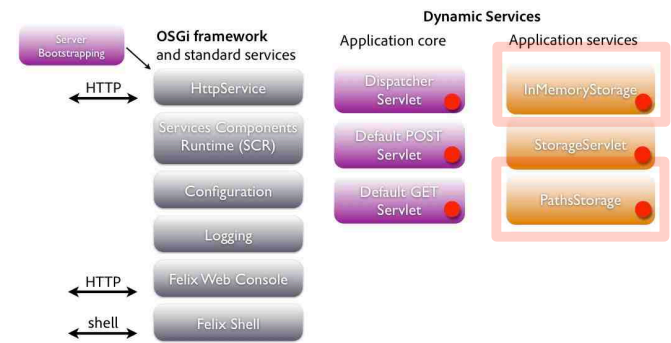 Dynamic Services
Server
Bootstrapping
OSGi framework
and standard services
Application core
Application services
HTTP
HttpService
Dispatcher
Servlet
InMemoryStorage
Services Components
Runtime (SCR)
Default POST
Servlet
StorageServlet
Configuration
Default GET
Servlet
PathsStorage
Logging
HTTP
Felix Web Console
shell
Felix Shell